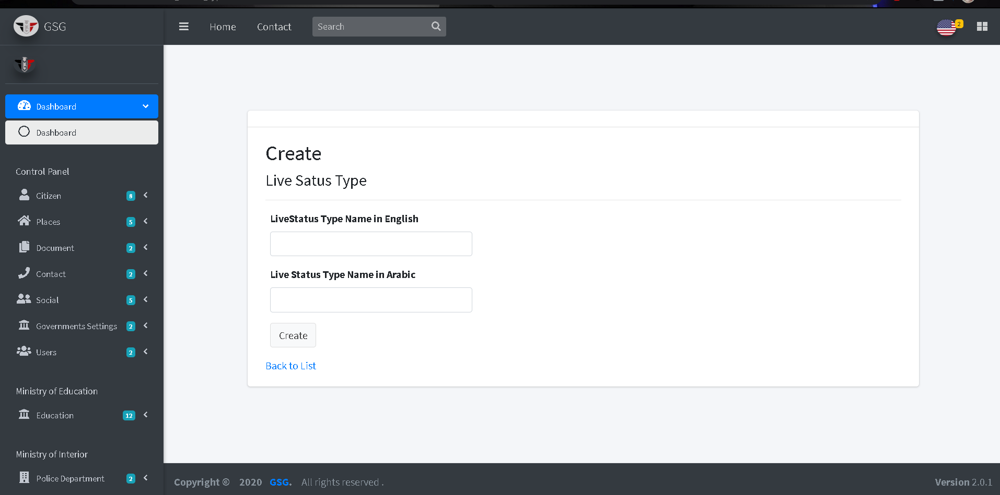 GSG
Home
Contact
Search
2
Dashboard
Dashboard
Control Panel
Citizen 8
Places 5
Document 2
Contact 2
Social 5
Governments Settings 2
Users 2
Ministry of Education
Education 12
Ministry of Interior
Police Department 2
Create
Live Satus Type
LiveStatus Type Name in English
Live Status Type Name in Arabic
Create
Back to List
Copyright © 2020 GSG. All rights reserved .
Version 2.0.1